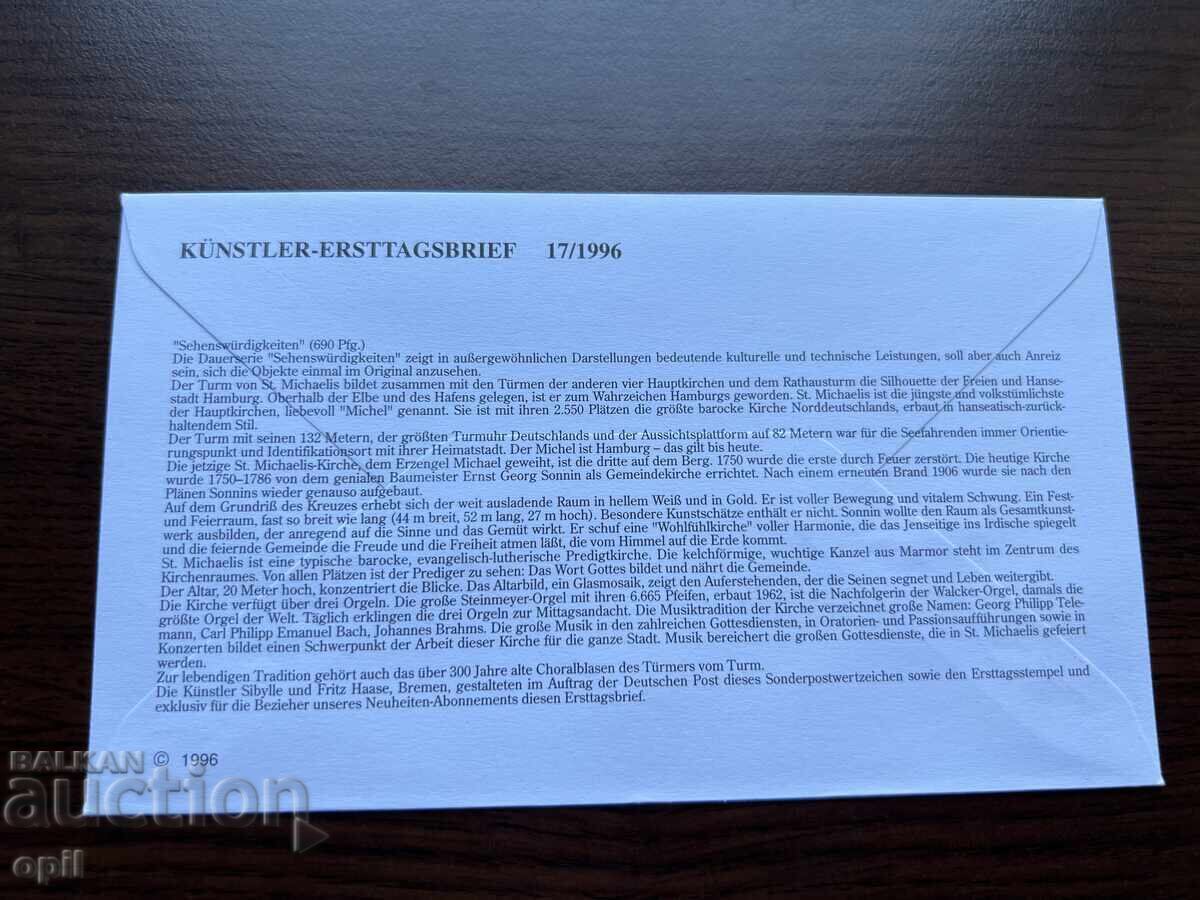 KÜNSTLER-ERSTTAGSBRIEF 17/1996
"Sehenswürdigkeiten" (690 Pfg.)
Die Dauerserie "Sehenswürdigkeiten" zeigt in außergewöhnlichen Darstellungen bedeutende kulturelle und technische Leistungen, soll aber auch Anreiz
sein, sich die Objekte einmal im Original anzusehen.
Der Turm von St. Michaelis bildet zusammen mit den Türmen der anderen vier Hauptkirchen und dem Rathausturm die Silhouette der Freien und Hanse-
stadt Hamburg. Oberhalb der Elbe und des Hafens gelegen, ist er zum Wahrzeichen Hamburgs geworden. St. Michaelis ist die jüngste und volkstümlichste
der Hauptkirchen, liebevoll "Michel" genannt. Sie ist mit ihren 2.550 Plätzen die größte barocke Kirche Norddeutschlands, erbaut in hanseatisch-zurück-
haltendem Stil.
Der Turm mit seinen 132 Metern, der größten Turmuhr Deutschlands und der Aussichtsplattform auf 82 Metern war für die Seefahrenden immer Orientie-
rungspunkt und Identifikationsort mit ihrer Heimatstadt. Der Michel ist Hamburg – das gilt bis heute.
Die jetzige St. Michaelis-Kirche, dem Erzengel Michael geweiht, ist die dritte auf dem Berg. 1750 wurde die erste durch Feuer zerstört. Die heutige Kirche
wurde 1750–1786 von dem genialen Baumeister Ernst Georg Sonnin als Gemeindekirche errichtet. Nach einem erneuten Brand 1906 wurde sie nach den
Plänen Sonnins wieder genauso aufgebaut.
Auf dem Grundriß des Kreuzes erhebt sich der weit ausladende Raum in hellem Weiß und in Gold. Er ist voller Bewegung und vitalem Schwung. Ein Fest-
und Feierraum, fast so breit wie lang (44 m breit, 52 m lang, 27 m hoch). Besondere Kunstschätze enthält er nicht. Sonnin wollte den Raum als Gesamtkunst-
werk ausbilden, der anregend auf die Sinne und das Gemüt wirkt. Er schuf eine "Wohlfühlkirche" voller Harmonie, die das Jenseitige ins Irdische spiegelt
und die feiernde Gemeinde die Freude und die Freiheit atmen läßt, die vom Himmel auf die Erde kommt.
St. Michaelis ist eine typische barocke, evangelisch-lutherische Predigtkirche. Die kelchförmige, wuchtige Kanzel aus Marmor steht im Zentrum des
Kirchenraumes. Von allen Plätzen ist der Prediger zu sehen: Das Wort Gottes bildet und nährt die Gemeinde.
Der Altar, 20 Meter hoch, konzentriert die Blicke. Das Altarbild, ein Glasmosaik, zeigt den Auferstehenden, der die Seinen segnet und Leben weitergibt.
Die Kirche verfügt über drei Orgeln. Die große Steinmeyer-Orgel mit ihren 6.665 Pfeifen, erbaut 1962, ist die Nachfolgerin der Walcker-Orgel, damals die
größte Orgel der Welt. Täglich erklingen die drei Orgeln zur Mittagsandacht. Die Musiktradition der Kirche verzeichnet große Namen: Georg Philipp Tele-
mann, Carl Philipp Emanuel Bach, Johannes Brahms. Die große Musik in den zahlreichen Gottesdiensten, in Oratorien- und Passionsaufführungen sowie in
Konzerten bildet einen Schwerpunkt der Arbeit dieser Kirche für die ganze Stadt. Musik bereichert die großen Gottesdienste, die in St. Michaelis gefeiert
werden.
Zur lebendigen Tradition gehört auch das über 300 Jahre alte Choralblasen des Türmers vom Turm.
Die Künstler Sibylle und Fritz Haase, Bremen, gestalteten im Auftrag der Deutschen Post dieses Sonderpostwertzeichen sowie den Ersttagsstempel und
exklusiv für die Bezieher unseres Neuheiten-Abonnements diesen Ersttagsbrief.
© 1996
BALKAN
auction
opil